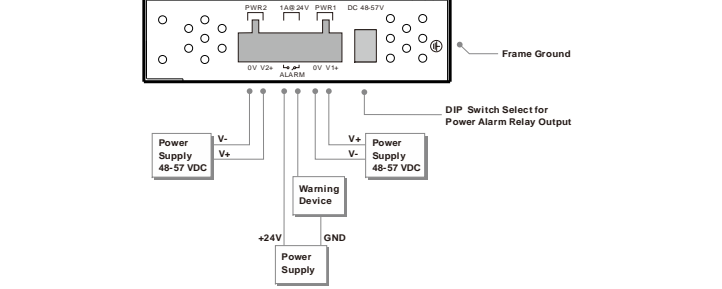 PWR2 1A@24V PWR1 DC 48-57V
0V V2+ 0V V1+
ALARM
Frame Ground
DIP Switch Select for
Power Alarm Relay Output
Power
Supply
48-57 VDC
V-
V+
V+
V-
Power
Supply
48-57 VDC
Warning
Device
+24V
GND
Power
Supply